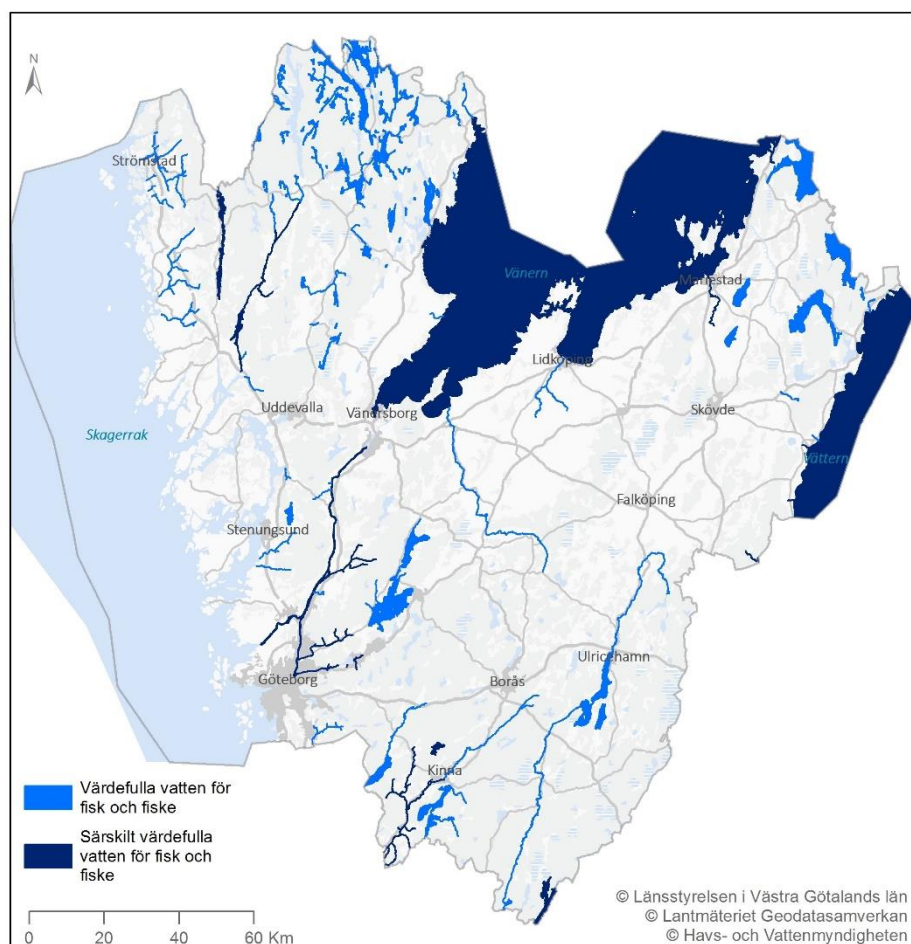 N
Strömstad
Vänern
Mariestad
Lidköping
Uddevalla
Vänersborg
Skövde
Skagerrak
Vättern
Falköping
Stenungsund
Ulricehamn
Göteborg
Borås
Kinna
Värdefulla vatten för
fisk och fiske
Särskilt värdefulla
vatten för fisk och
fiske
0 20 40 60 Km
© Länsstyrelsen i Västra Götalands län
© Lantmäteriet Geodatasamverkan
© Havs- och Vattenmyndigheten